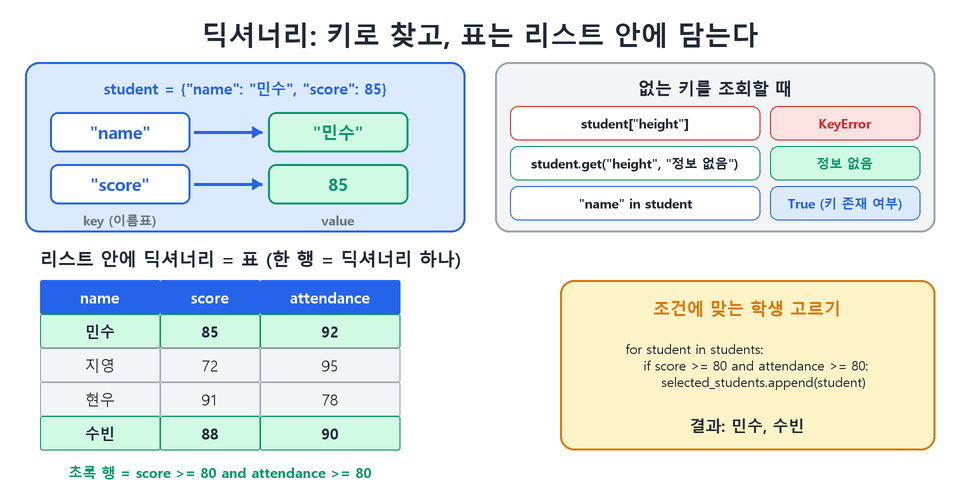 딕셔너리: 키로 찾고, 표는 리스트 안에 담는다
student = {"name": "민수", "score": 85}
"name"
"민수"
"score"
85
key (이름표)
value
없는 키를 조회할 때
student["height"]
KeyError
student.get("height", "정보 없음")
정보 없음
"name" in student
True (키 존재 여부)
리스트 안에 딕셔너리 = 표 (한 행 = 딕셔너리 하나)
name score attendance
민수 85 92
지영 72 95
현우 91 78
수빈 88 90
초록 행 = score >= 80 and attendance >= 80
조건에 맞는 학생 고르기
for student in students:
if score >= 80 and attendance >= 80:
selected_students.append(student)
결과: 민수, 수빈